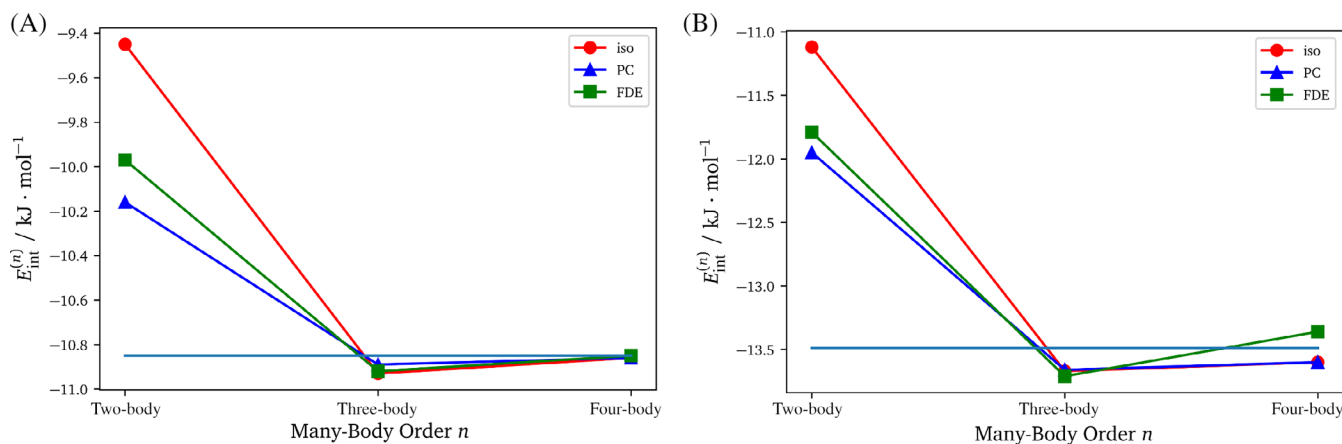 (A)
−9.4
−9.6
−9.8
−10.0
−10.2
−10.4
−10.6
−10.8
−11.0
E_int^(n) / kJ · mol^−1
iso
PC
FDE
Two-body
Three-body
Four-body
Many-Body Order n
(B)
−11.0
−11.5
−12.0
−12.5
−13.0
−13.5
E_int^(n) / kJ · mol^−1
iso
PC
FDE
Two-body
Three-body
Four-body
Many-Body Order n